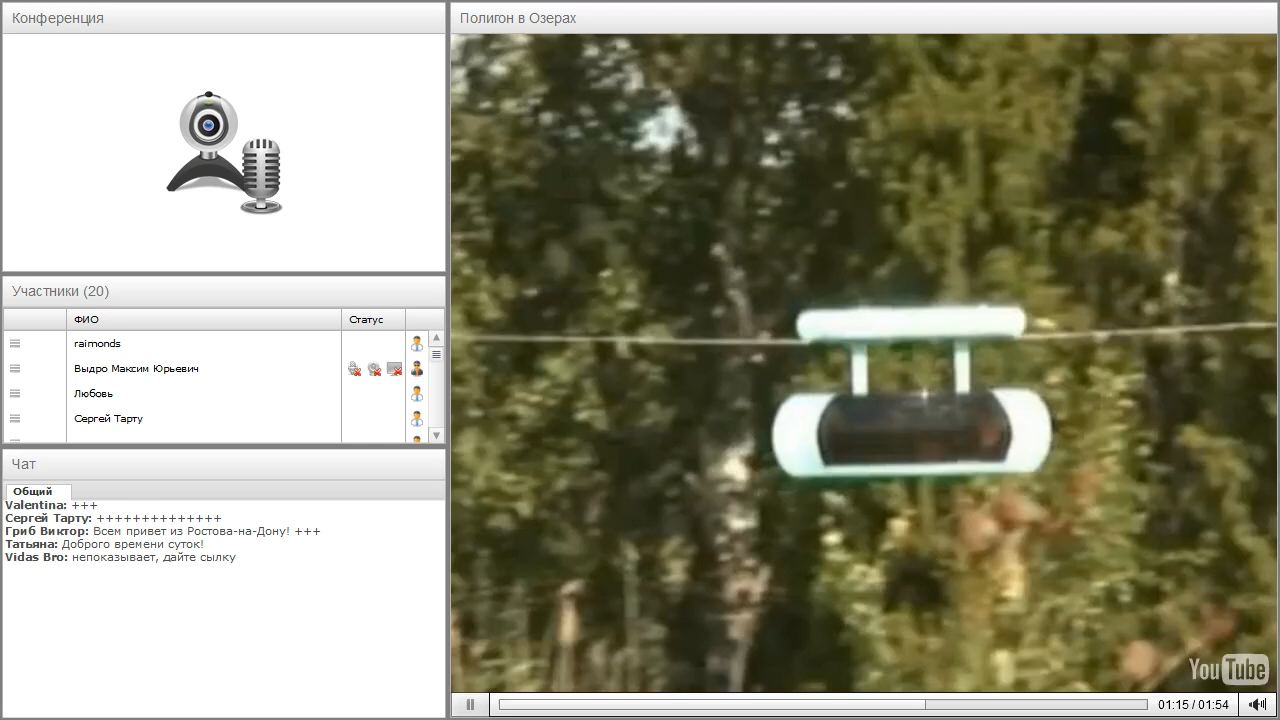 Конференция
Полигон в Озерах
Участники (20)
ФИО Статус
raimonds
Выдро Максим Юрьевич
Любовь
Сергей Тарту
Чат
Общий
Valentina: +++
Сергей Тарту: ++++++++++++++
Гриб Виктор: Всем привет из Ростова-на-Дону! +++
Татьяна: Доброго времени суток!
Vidas Bro: непоказывает, дайте сылку
YouTube
01:15 / 01:54